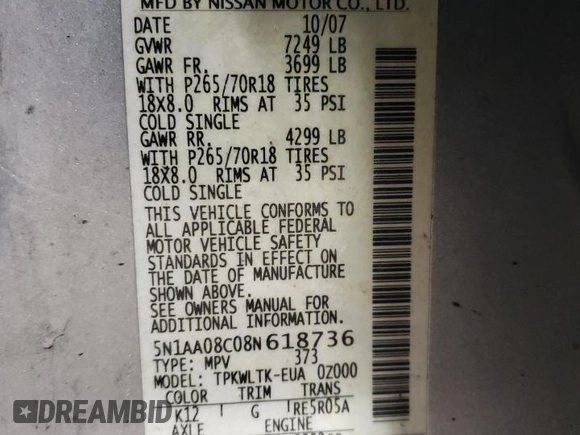 MFD BY NISSAN MOTOR CO., LTD.
DATE 10/07
GVWR 7249 LB
GAWR FR. 3699 LB
WITH P265/70R18 TIRES
18X8.0 RIMS AT 35 PSI
COLD SINGLE
GAWR RR. 4299 LB
WITH P265/70R18 TIRES
18X8.0 RIMS AT 35 PSI
COLD SINGLE
THIS VEHICLE CONFORMS TO
ALL APPLICABLE FEDERAL
MOTOR VEHICLE SAFETY
STANDARDS IN EFFECT ON
THE DATE OF MANUFACTURE
SHOWN ABOVE.
SEE OWNERS MANUAL FOR
ADDITIONAL INFORMATION.
5N1AA08C08N618736
TYPE: MPV 373
MODEL: TPKWLTK-EUA 0Z000
COLOR TRIM TRANS
K12 G RE5R05A
AXLE ENGINE
DREAMBID